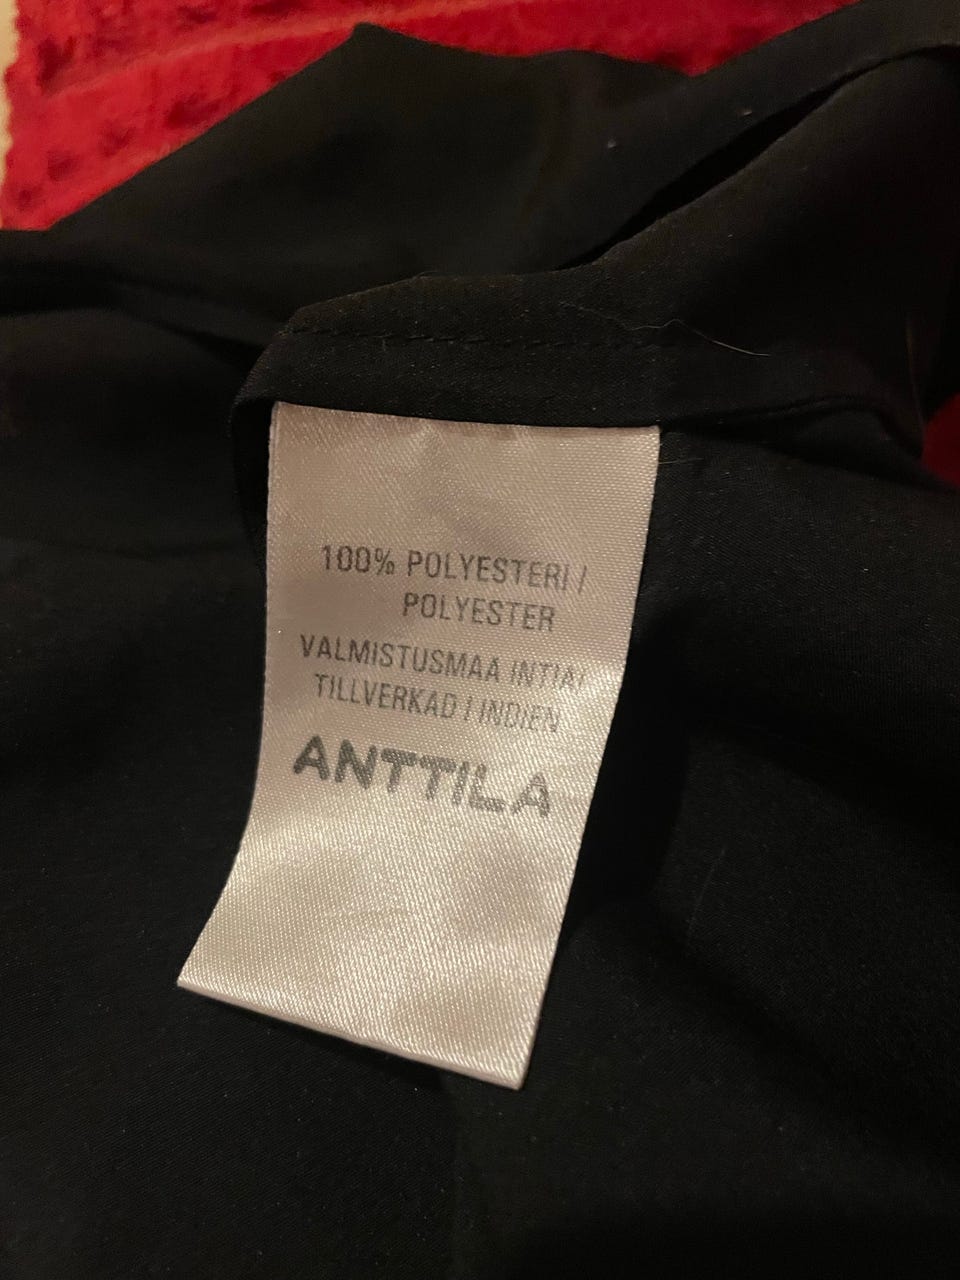 100% POLYESTERI /
POLYESTER
VALMISTUSMAA INTIA/
TILLVERKAD I INDIEN
ANTTILA